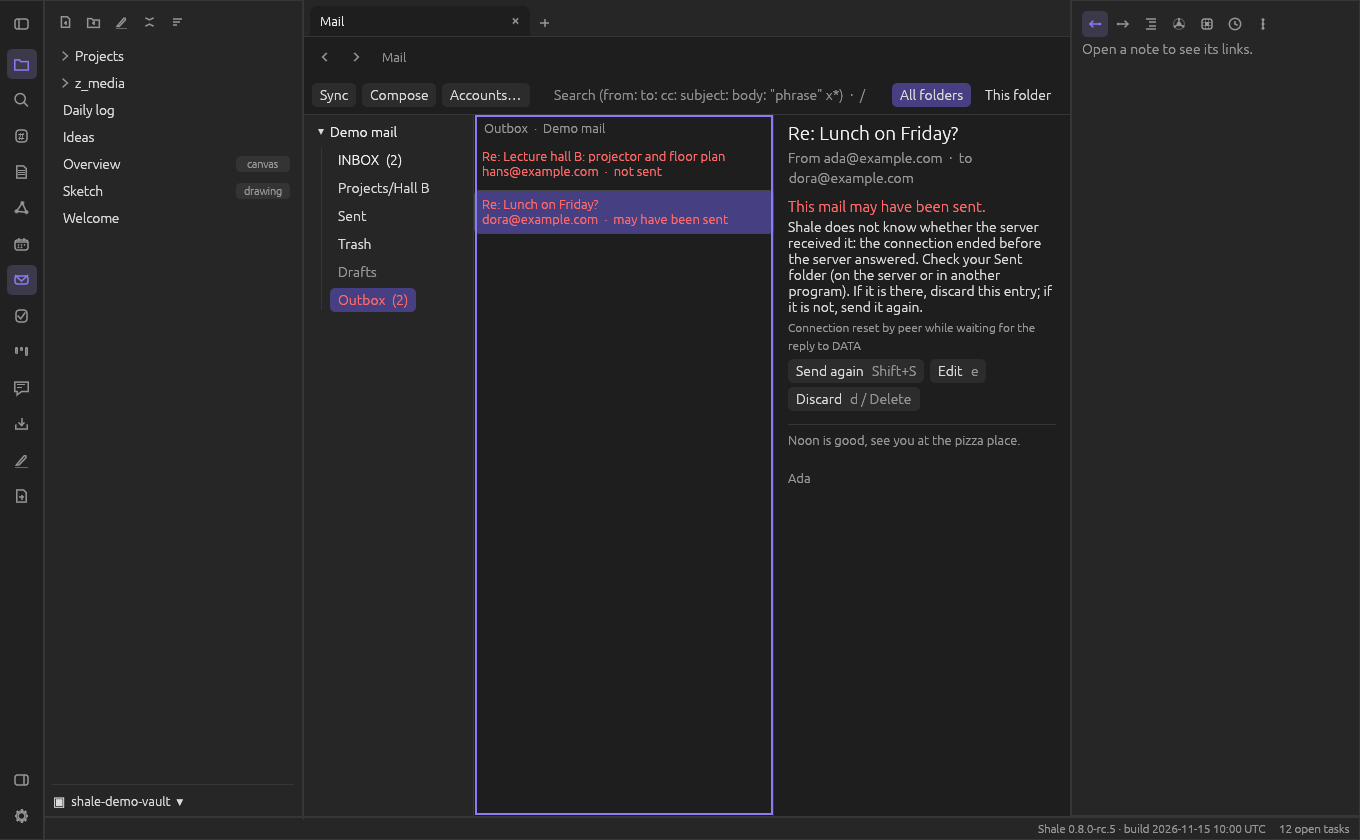 Projects
z_media
Daily log
Ideas
Overview canvas
Sketch drawing
Welcome
shale-demo-vault
Mail
Mail
Sync Compose Accounts... Search (from: to: cc: subject: body: "phrase" x*) · / All folders This folder
Demo mail
INBOX (2)
Projects/Hall B
Sent
Trash
Drafts
Outbox (2)
Outbox · Demo mail
Re: Lecture hall B: projector and floor plan
hans@example.com · not sent
Re: Lunch on Friday?
dora@example.com · may have been sent
Re: Lunch on Friday?
From ada@example.com · to
dora@example.com
This mail may have been sent.
Shale does not know whether the server
received it: the connection ended before
the server answered. Check your Sent
folder (on the server or in another
program). If it is there, discard this entry; if
it is not, send it again.
Connection reset by peer while waiting for the
reply to DATA
Send again Shift+S Edit e
Discard d / Delete
Noon is good, see you at the pizza place.
Ada
Open a note to see its links.
Shale 0.8.0-rc.5 · build 2026-11-15 10:00 UTC 12 open tasks